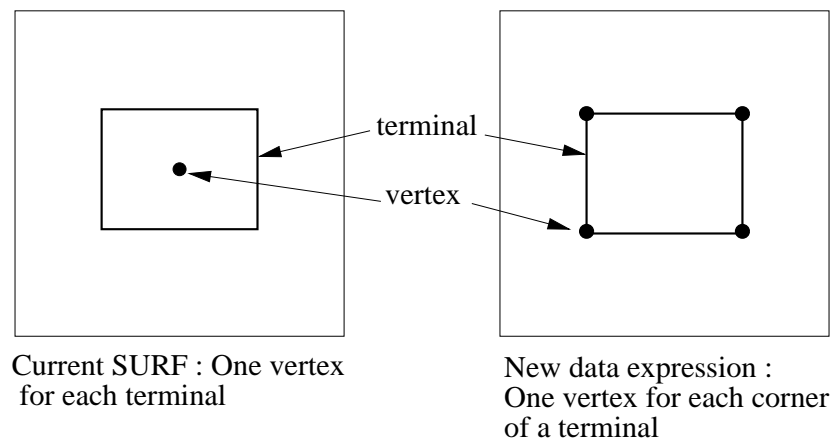 terminal
vertex
Current SURF : One vertex
for each terminal
New data expression :
One vertex for each corner
of a terminal